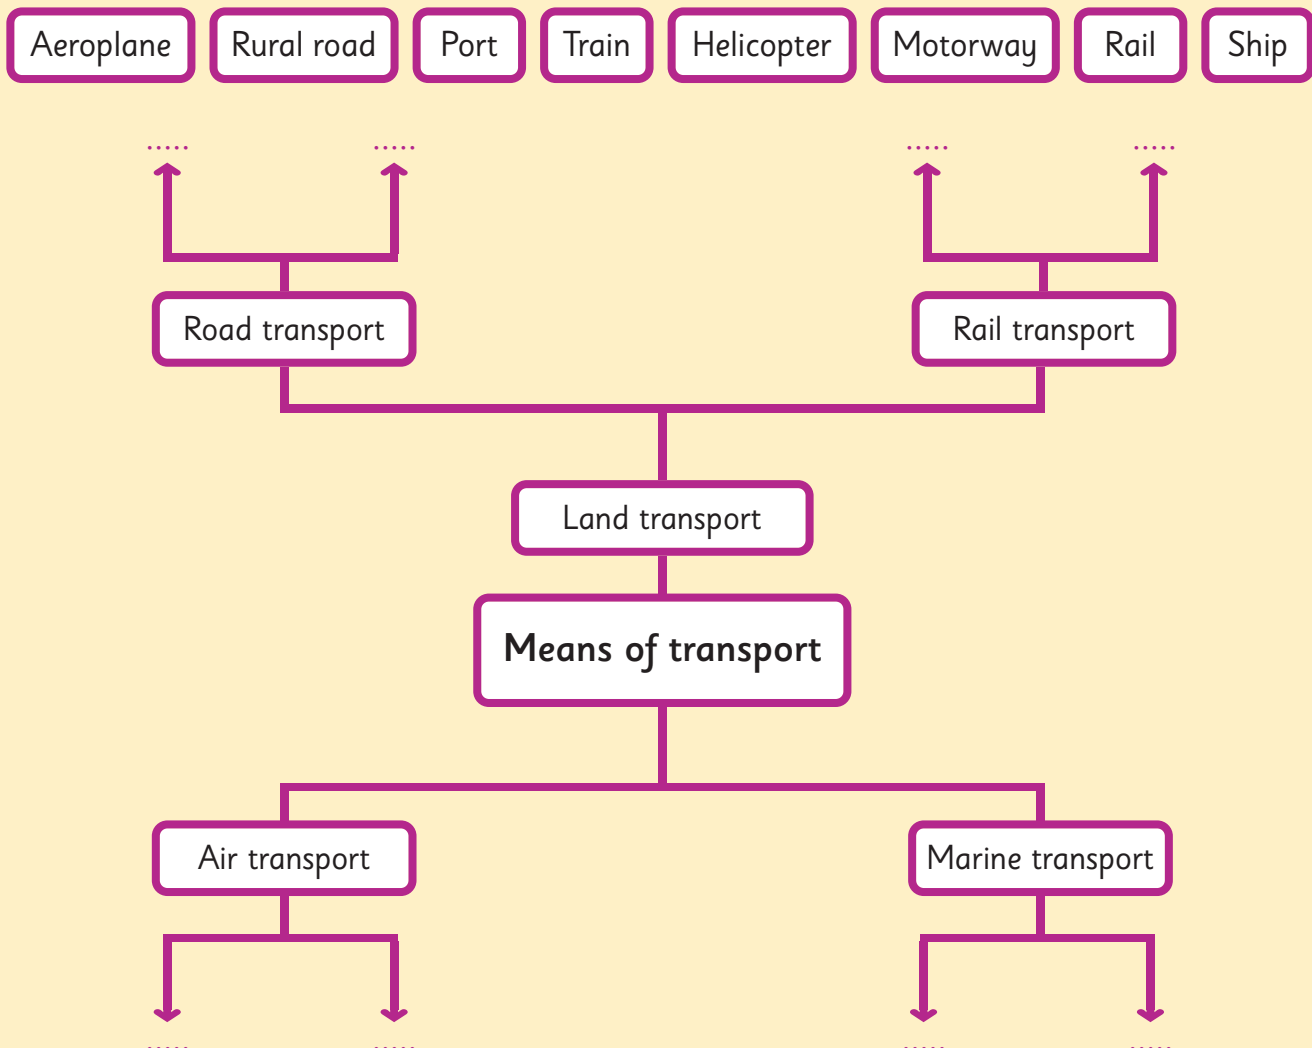 Aeroplane Rural road Port Train Helicopter Motorway Rail Ship
..... ..... ..... .....
Road transport Rail transport
Land transport
Means of transport
Air transport Marine transport
..... ..... ..... .....